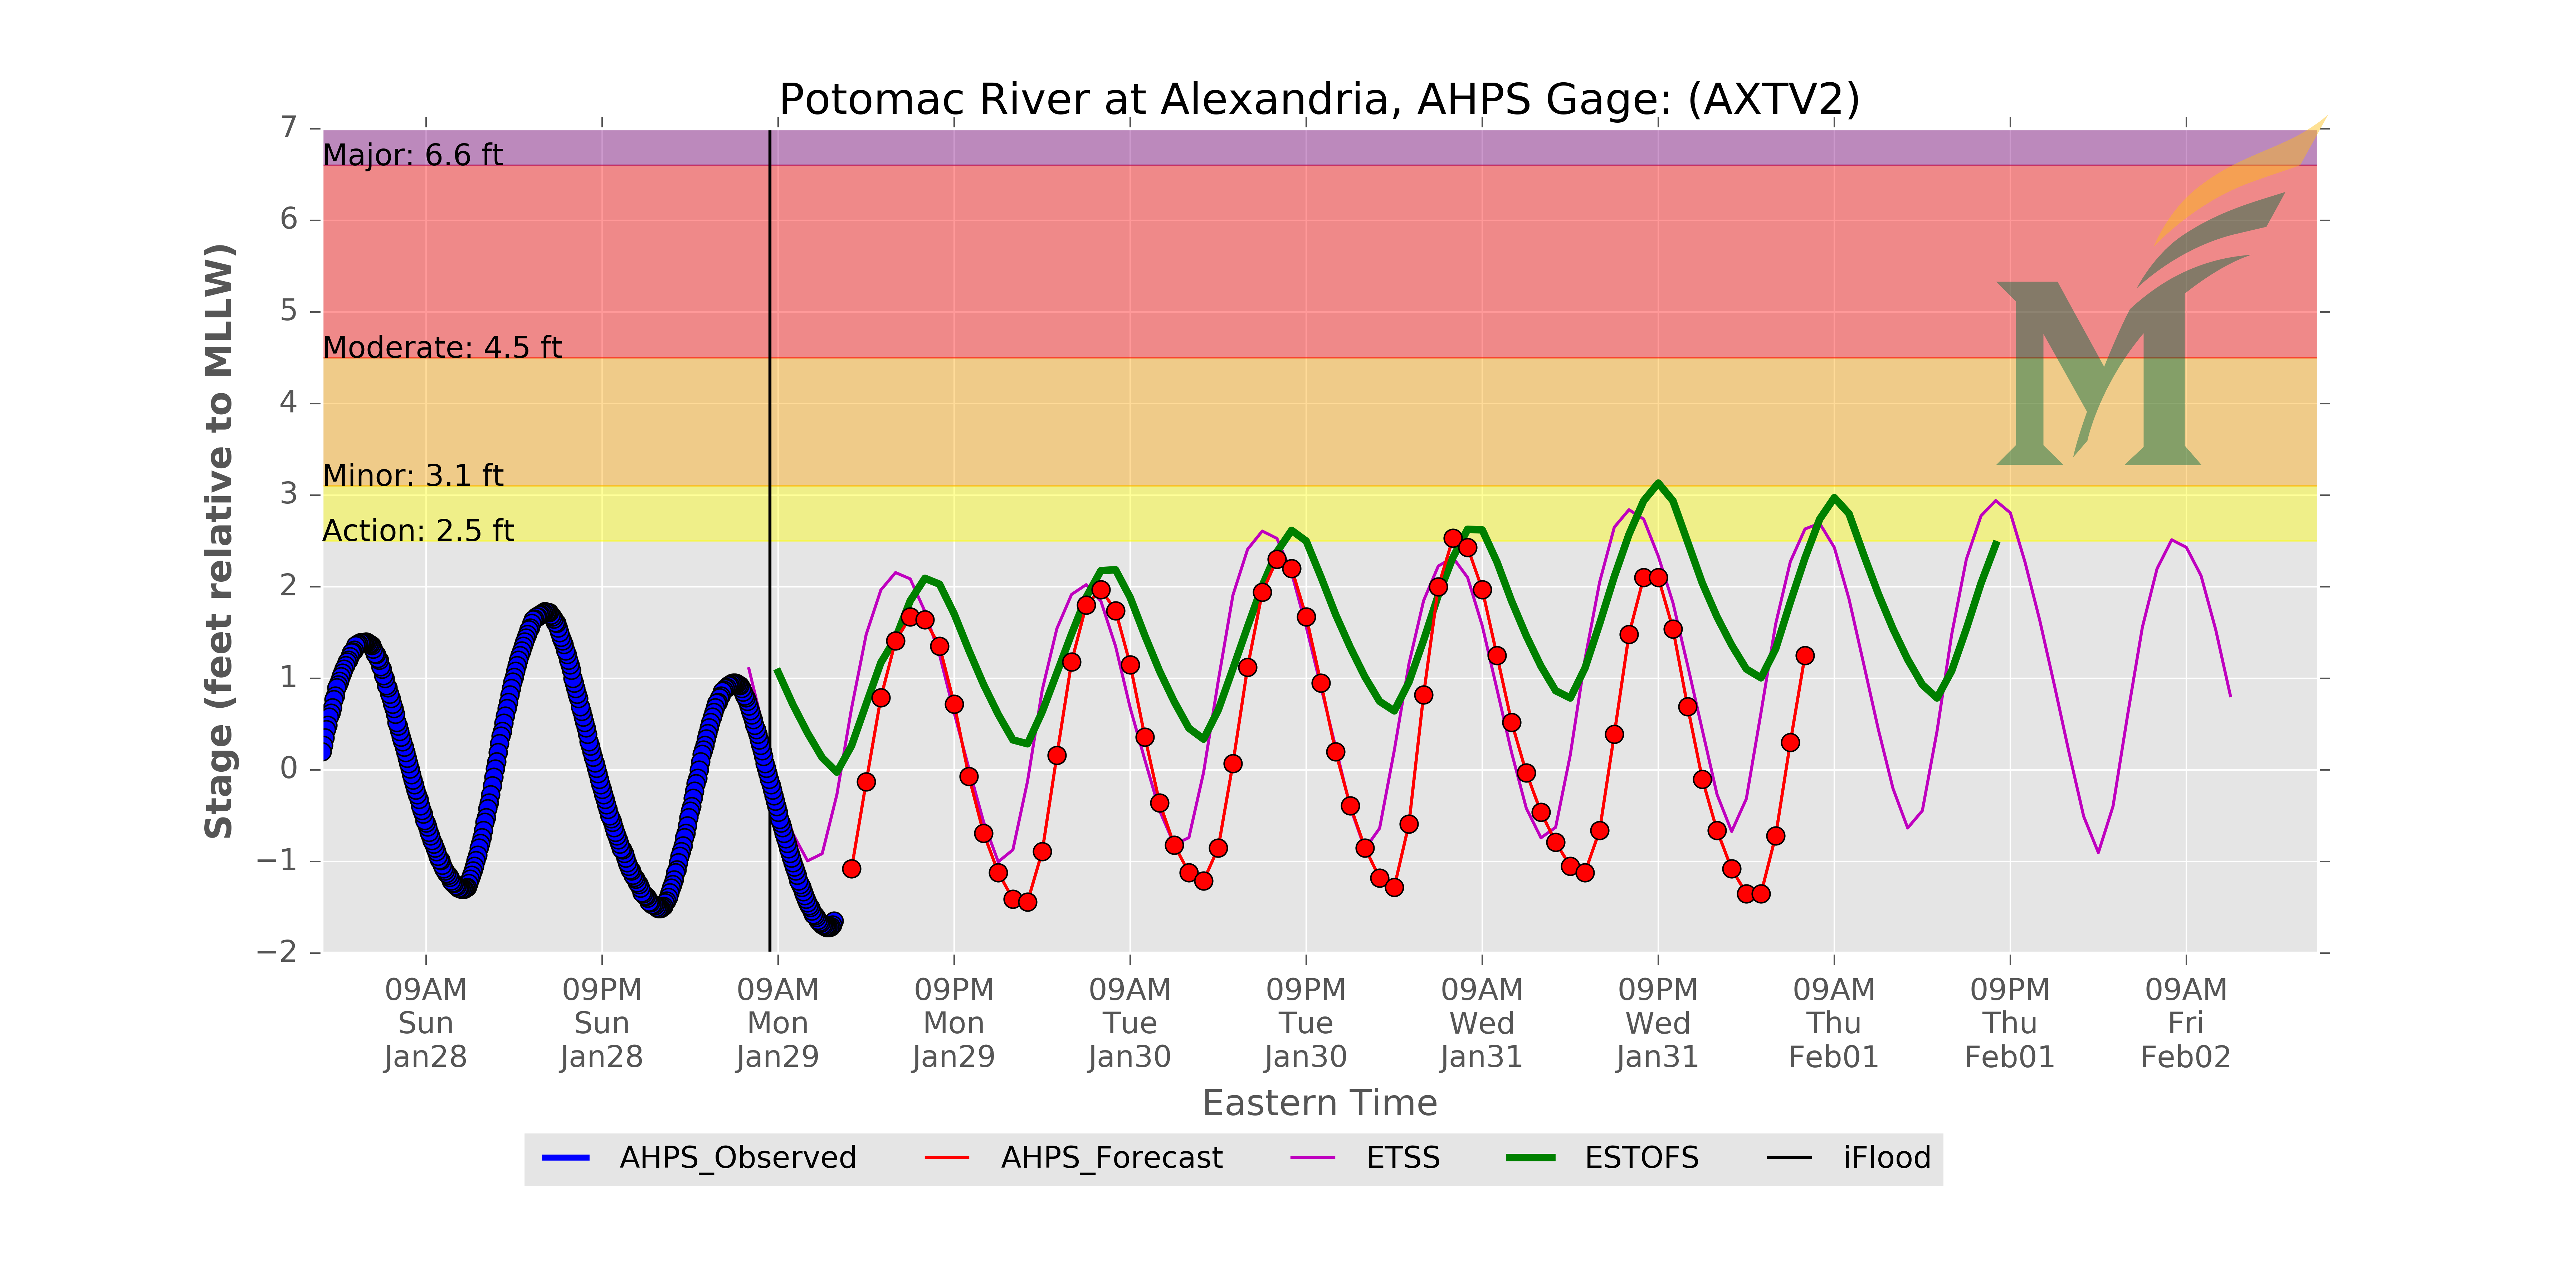 Potomac River at Alexandria, AHPS Gage: (AXTV2)
7
Major: 6.6 ft
6
5
Moderate: 4.5 ft
4
Minor: 3.1 ft
3
Action: 2.5 ft
2
1
0
−1
−2
Stage (feet relative to MLLW)
09AM 09PM 09AM 09PM 09AM 09PM 09AM 09PM 09AM 09PM 09AM
Sun Sun Mon Mon Tue Tue Wed Wed Thu Thu Fri
Jan28 Jan28 Jan29 Jan29 Jan30 Jan30 Jan31 Jan31 Feb01 Feb01 Feb02
Eastern Time
AHPS_Observed AHPS_Forecast ETSS ESTOFS iFlood
M